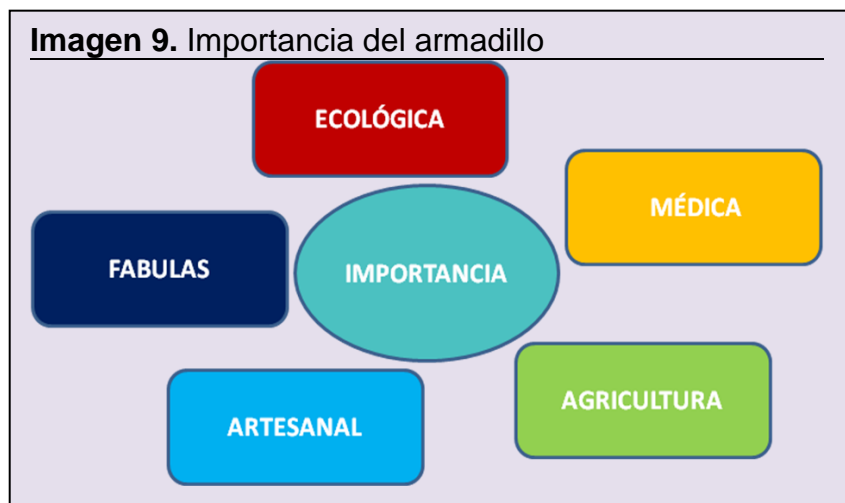 Imagen 9. Importancia del armadillo
ECOLÓGICA
MÉDICA
FABULAS
IMPORTANCIA
AGRICULTURA
ARTESANAL